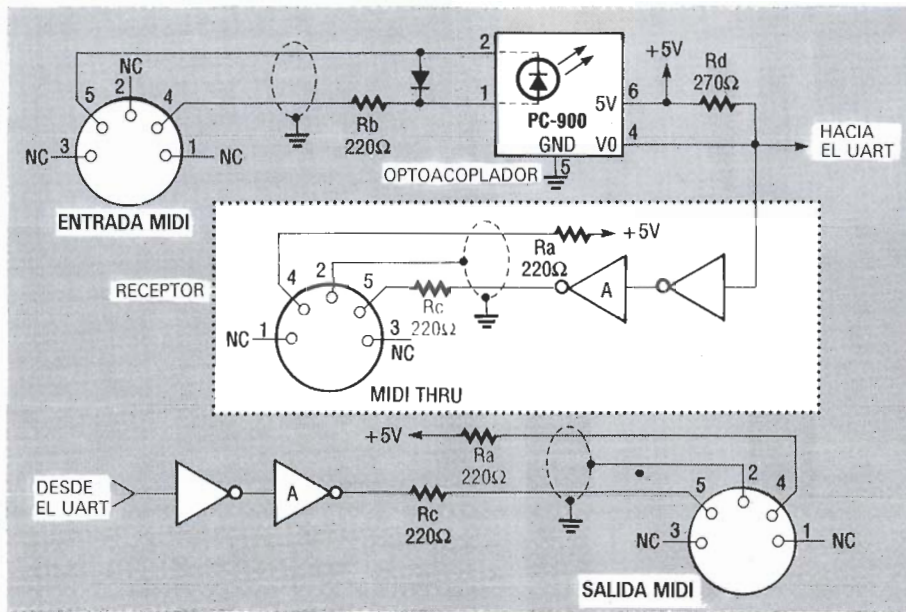 NC
2
5
4
NC 3
1 NC
ENTRADA MIDI
Rb
220Ω
2
1
PC-900
5V
GND
V0
6
4
5
OPTOACOPLADOR
+5V
Rd
270Ω
HACIA
EL UART
RECEPTOR
4
2
5
NC 1
3
NC
Rc
220Ω
Ra
220Ω
+5V
A
MIDI THRU
DESDE
EL UART
A
+5V
Ra
220Ω
Rc
220Ω
5
2
4
NC 3
1 NC
SALIDA MIDI